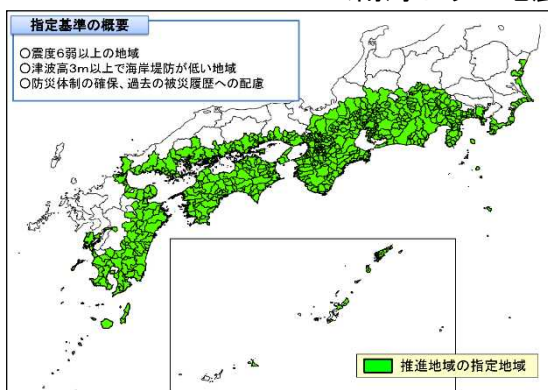 指定基準の概要
○震度6弱以上の地域
○津波高3m以上で海岸堤防が低い地域
○防災体制の確保、過去の被災履歴への配慮
推進地域の指定地域